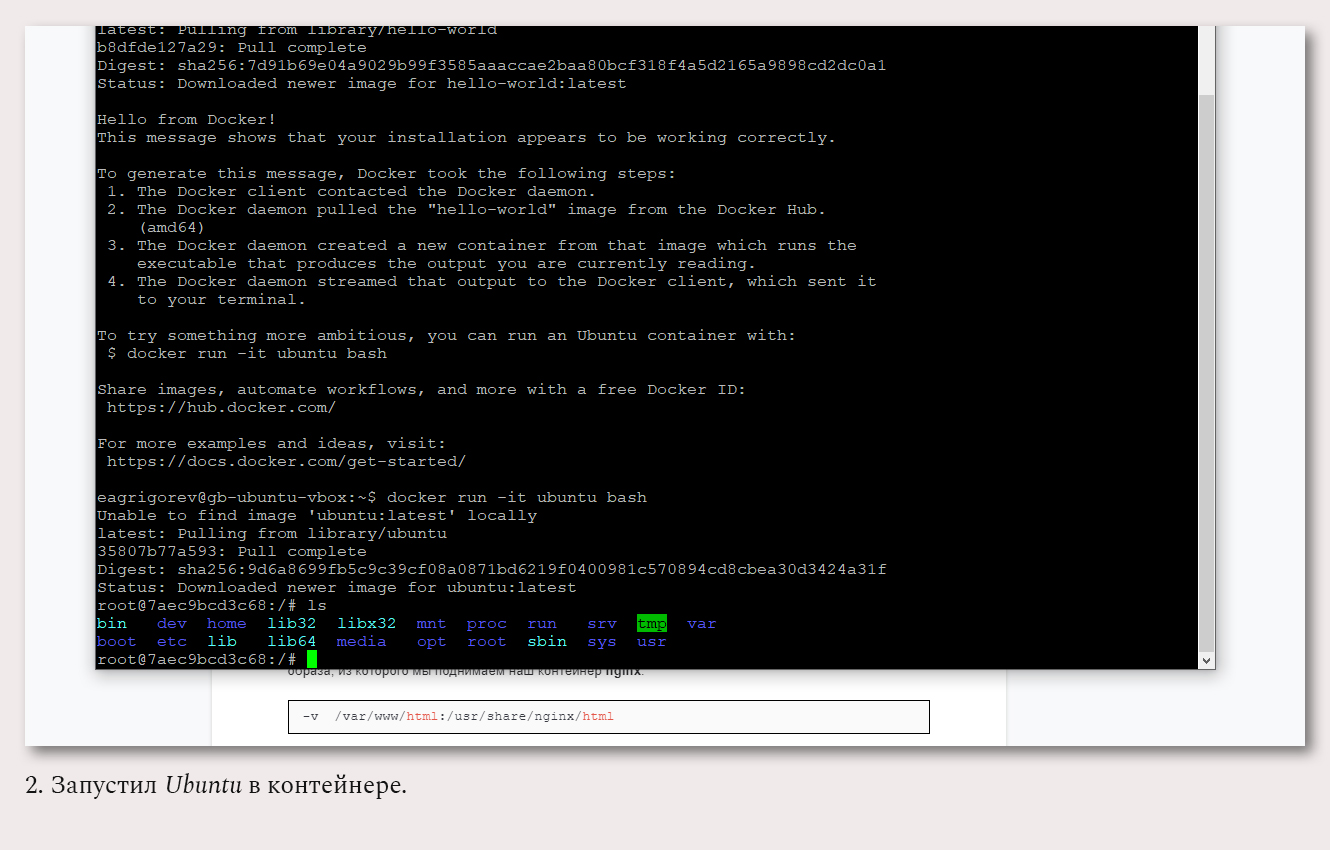 latest: Pulling from library/hello-world
b8dfde127a29: Pull complete
Digest: sha256:7d91b69e04a9029b99f3585aaaccae2baa80bcf318f4a5d2165a9898cd2dc0a1
Status: Downloaded newer image for hello-world:latest
Hello from Docker!
This message shows that your installation appears to be working correctly.
To generate this message, Docker took the following steps:
1. The Docker client contacted the Docker daemon.
2. The Docker daemon pulled the "hello-world" image from the Docker Hub.
(amd64)
3. The Docker daemon created a new container from that image which runs the
executable that produces the output you are currently reading.
4. The Docker daemon streamed that output to the Docker client, which sent it
to your terminal.
To try something more ambitious, you can run an Ubuntu container with:
$ docker run -it ubuntu bash
Share images, automate workflows, and more with a free Docker ID:
https://hub.docker.com/
For more examples and ideas, visit:
https://docs.docker.com/get-started/
eagrigorev@gb-ubuntu-vbox:~$ docker run -it ubuntu bash
Unable to find image 'ubuntu:latest' locally
latest: Pulling from library/ubuntu
35807b77a593: Pull complete
Digest: sha256:9d6a8699fb5c9c39cf08a0871bd6219f0400981c570894cd8cbea30d3424a31f
Status: Downloaded newer image for ubuntu:latest
root@7aec9bcd3c68:/# ls
bin dev home lib32 libx32 mnt proc run srv tmp var
boot etc lib lib64 media opt root sbin sys usr
root@7aec9bcd3c68:/#
образа, из которого мы поднимаем наш контейнер nginx.
-v /var/www/html:/usr/share/nginx/html
2. Запустил Ubuntu в контейнере.